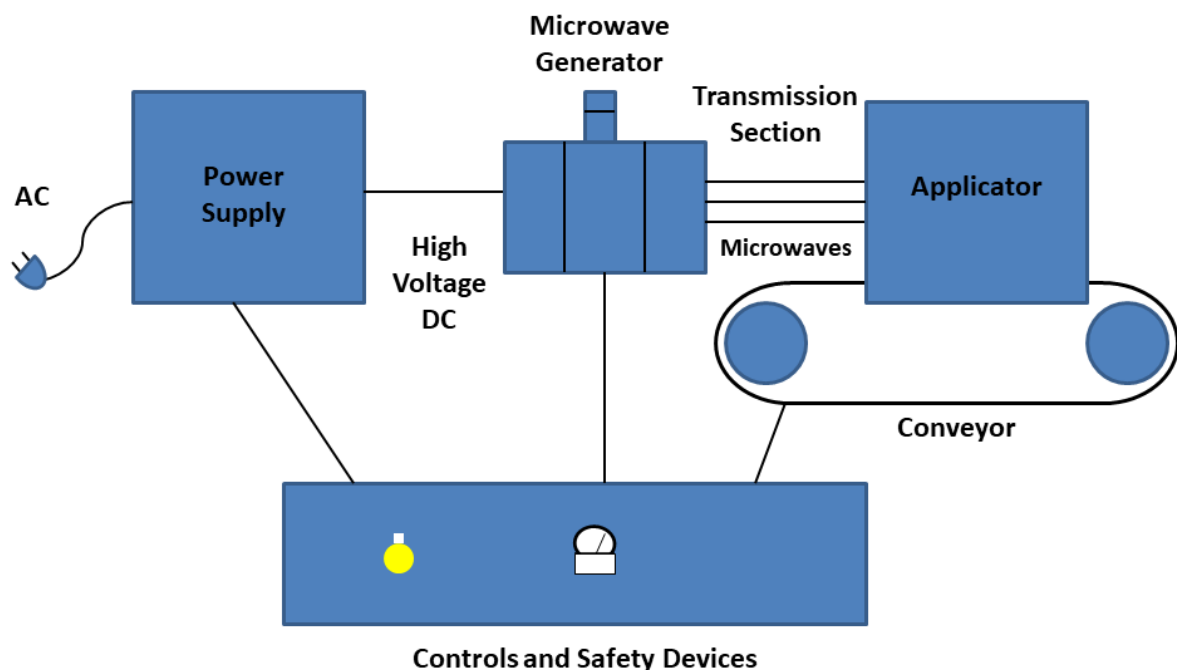 Microwave
Generator
Transmission
Section
Power
Supply
Applicator
AC
High
Voltage
DC
Microwaves
Conveyor
Controls and Safety Devices